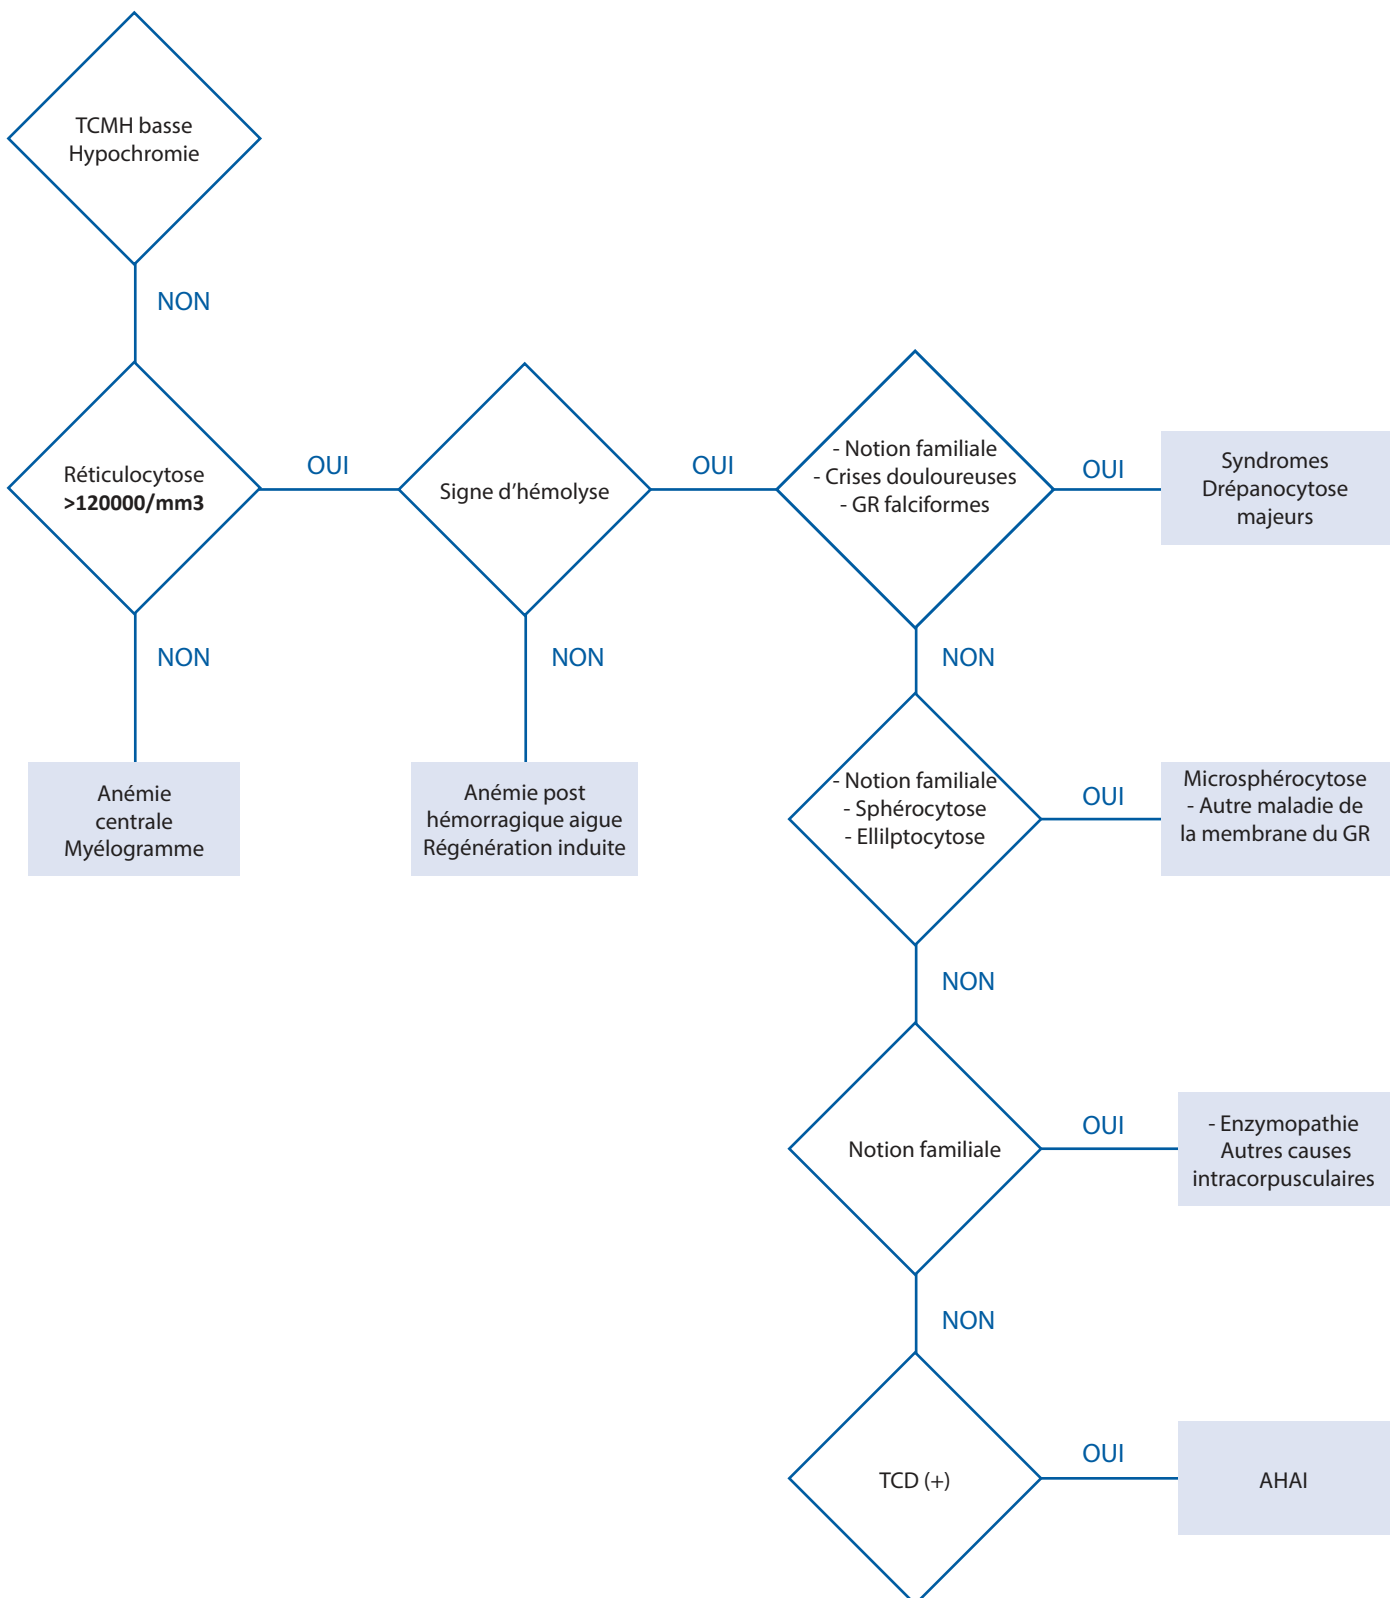 TCMH basse
Hypochromie
NON
Réticulocytose
>120000/mm3
OUI
Signe d’hémolyse
OUI
- Notion familiale
- Crises douloureuses
- GR falciformes
OUI
Syndromes
Drépanocytose
majeurs
NON
NON
NON
Anémie
centrale
Myélogramme
Anémie post
hémorragique aigue
Régénération induite
- Notion familiale
- Sphérocytose
- Ellilptocytose
OUI
Microsphérocytose
- Autre maladie de
la membrane du GR
NON
Notion familiale
OUI
- Enzymopathie
Autres causes
intracorpusculaires
NON
TCD (+)
OUI
AHAI